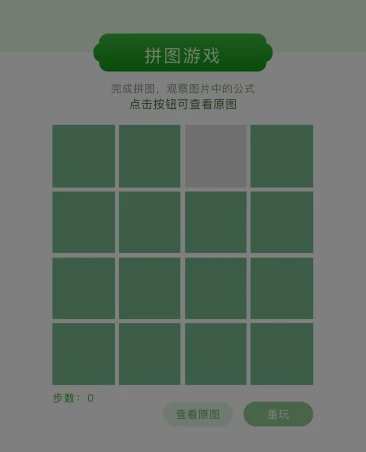 拼图游戏
完成拼图，观察图片中的公式
点击按钮可查看原图
步数：0
查看原图
重玩